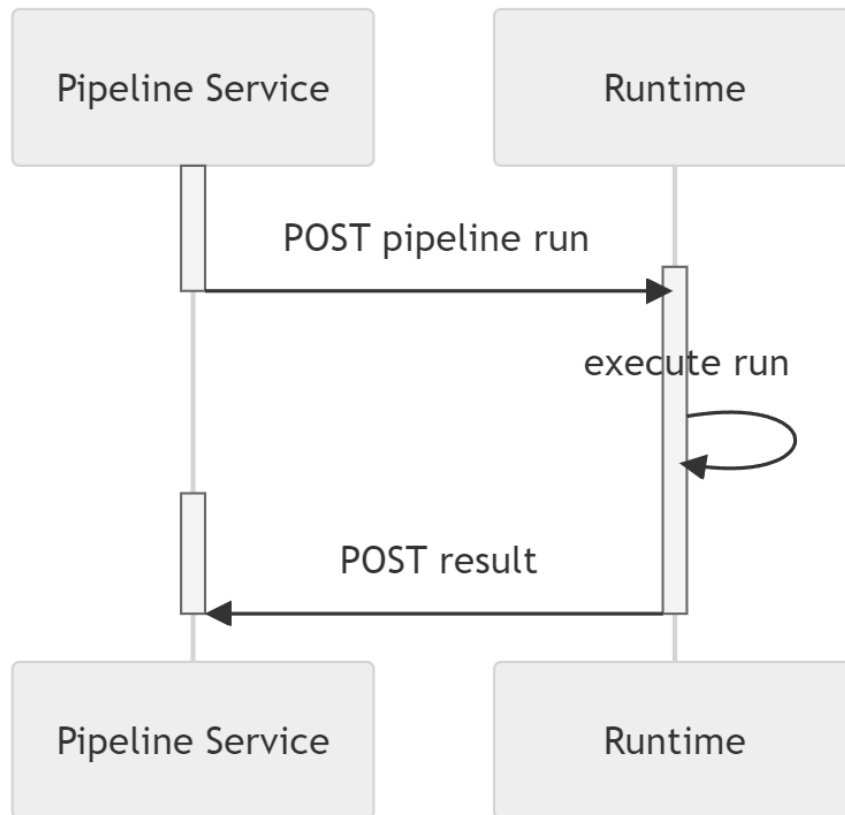 Pipeline Service
Runtime
POST pipeline run
execute run
POST result
Pipeline Service
Runtime